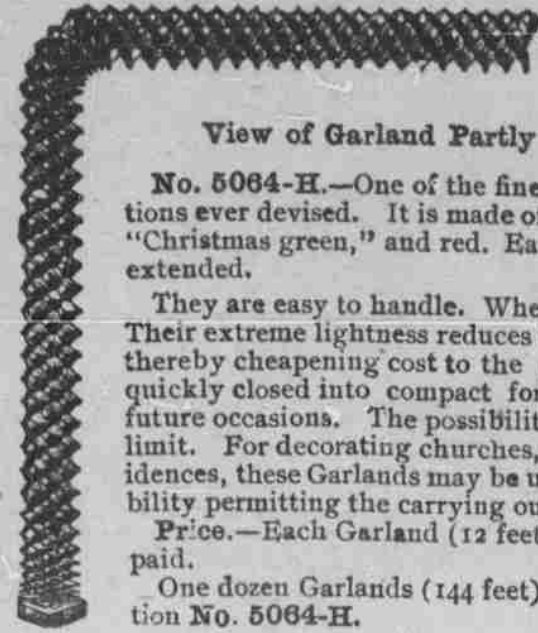 View of Garland Partly
No. 5064-H.—One of the fine
tions ever devised. It is made of
"Christmas green," and red. Ea
extended.
They are easy to handle. Whe
Their extreme lightness reduces
thereby cheapening cost to the
quickly closed into compact for
future occasions. The possibilit
limit. For decorating churches,
idences, these Garlands may be u
bility permitting the carrying ou
Price.—Each Garland (12 feet
paid.
One dozen Garlands (144 feet)
tion No. 5064-H.